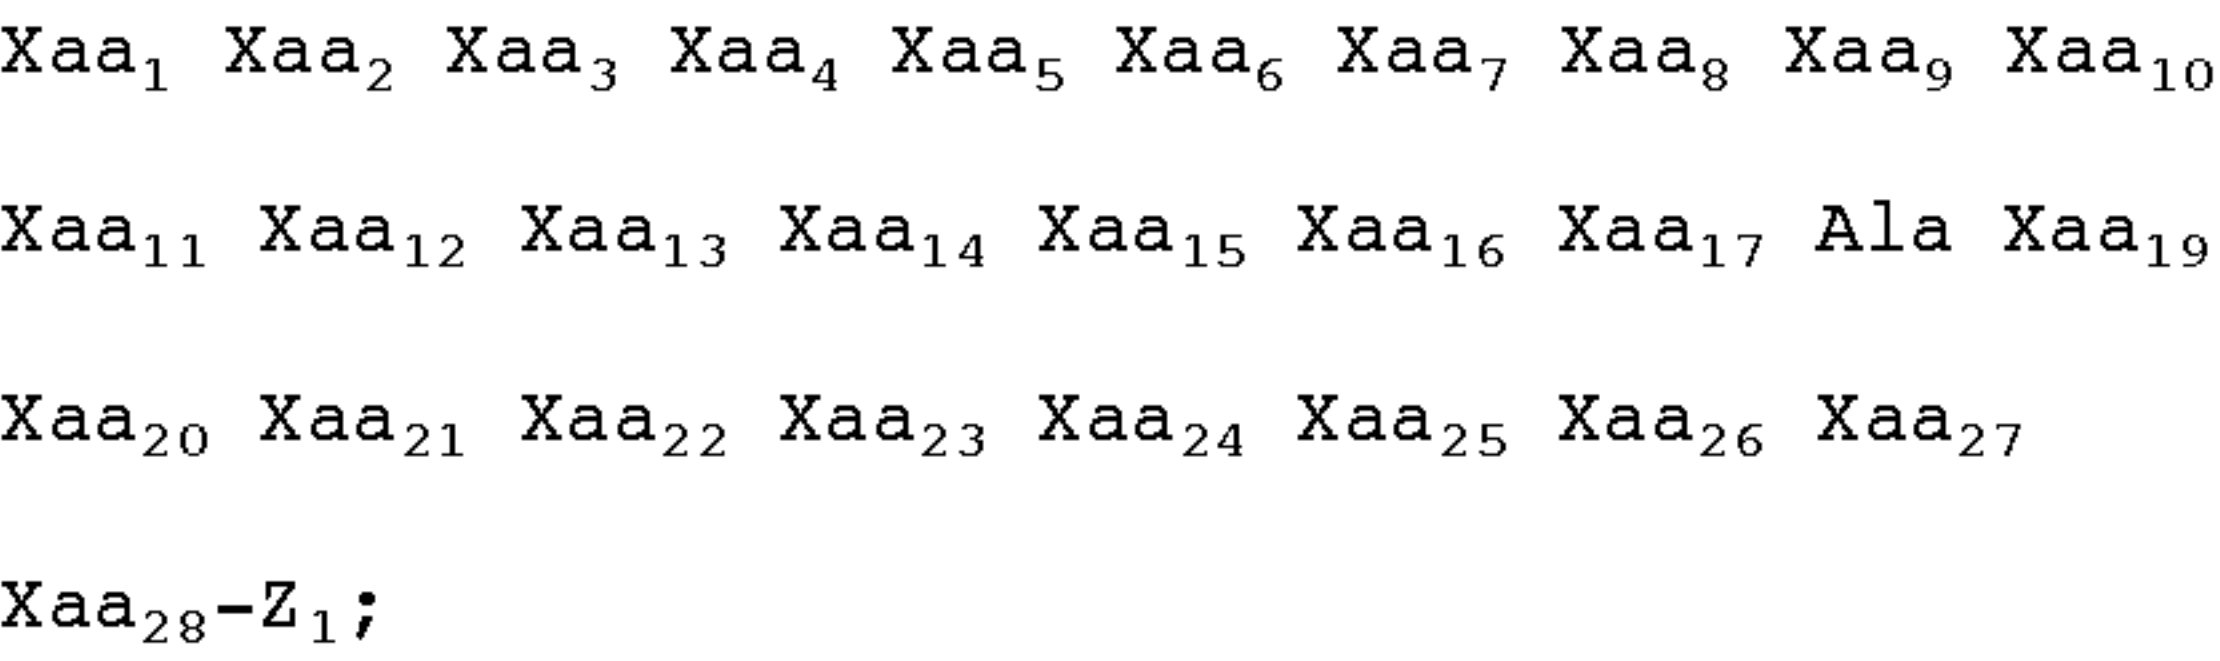 Xaa₁ Xaa₂ Xaa₃ Xaa₄ Xaa₅ Xaa₆ Xaa₇ Xaa₈ Xaa₉ Xaa₁₀
Xaa₁₁ Xaa₁₂ Xaa₁₃ Xaa₁₄ Xaa₁₅ Xaa₁₆ Xaa₁₇ Ala Xaa₁₉
Xaa₂₀ Xaa₂₁ Xaa₂₂ Xaa₂₃ Xaa₂₄ Xaa₂₅ Xaa₂₆ Xaa₂₇
Xaa₂₈-Z₁;